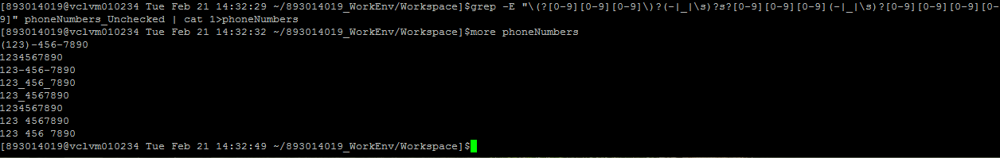 [893014019@vclvm010234 Tue Feb 21 14:32:29 ~/893014019_WorkEnv/Workspace]$grep -E "\(?[0-9][0-9][0-9]\)?(-|_|\s)?s?[0-9][0-9][0-9](-|_|\s)?[0-9][0-9][0-9][0-
9]" phoneNumbers_Unchecked | cat 1>phoneNumbers
[893014019@vclvm010234 Tue Feb 21 14:32:32 ~/893014019_WorkEnv/Workspace]$more phoneNumbers
(123)-456-7890
1234567890
123-456-7890
123_456_7890
123_4567890
1234567890
123 4567890
123 456 7890
[893014019@vclvm010234 Tue Feb 21 14:32:49 ~/893014019_WorkEnv/Workspace]$